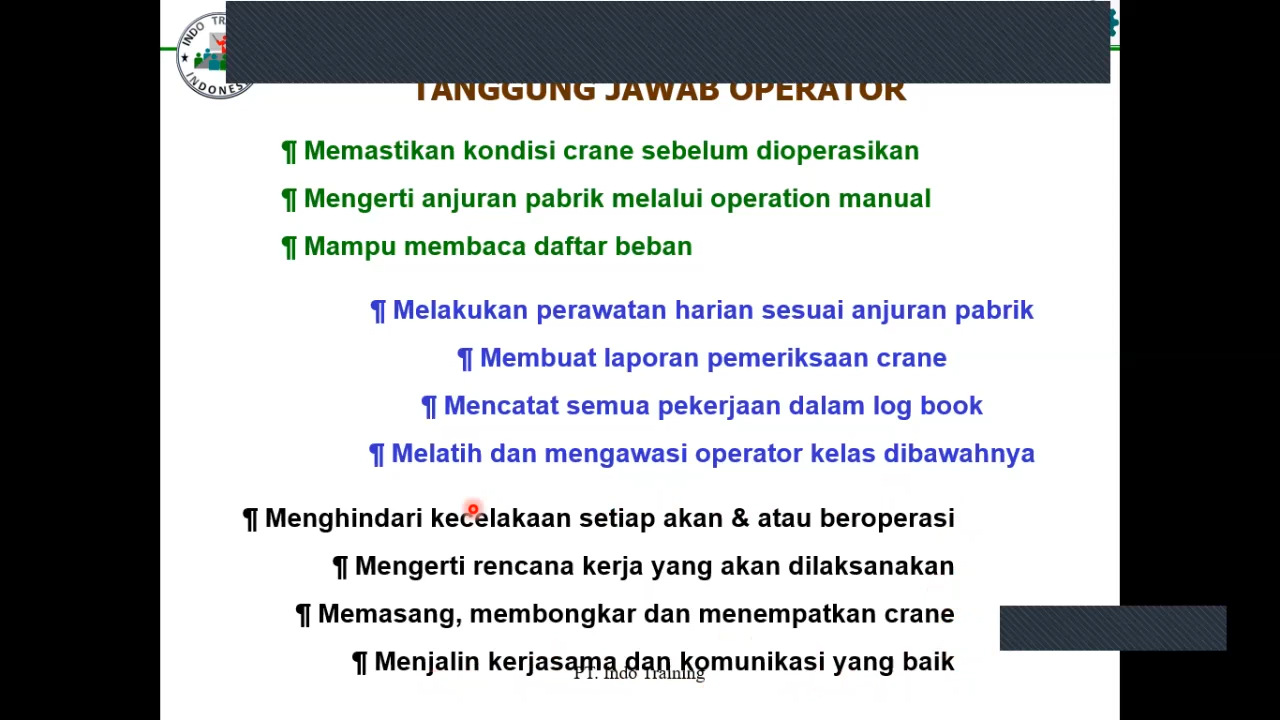 INDO TR
INDONES
TANGGUNG JAWAB OPERATOR
¶ Memastikan kondisi crane sebelum dioperasikan
¶ Mengerti anjuran pabrik melalui operation manual
¶ Mampu membaca daftar beban
¶ Melakukan perawatan harian sesuai anjuran pabrik
¶ Membuat laporan pemeriksaan crane
¶ Mencatat semua pekerjaan dalam log book
¶ Melatih dan mengawasi operator kelas dibawahnya
¶ Menghindari kecelakaan setiap akan & atau beroperasi
¶ Mengerti rencana kerja yang akan dilaksanakan
¶ Memasang, membongkar dan menempatkan crane
¶ Menjalin kerjasama dan komunikasi yang baik
PT. Indo Training